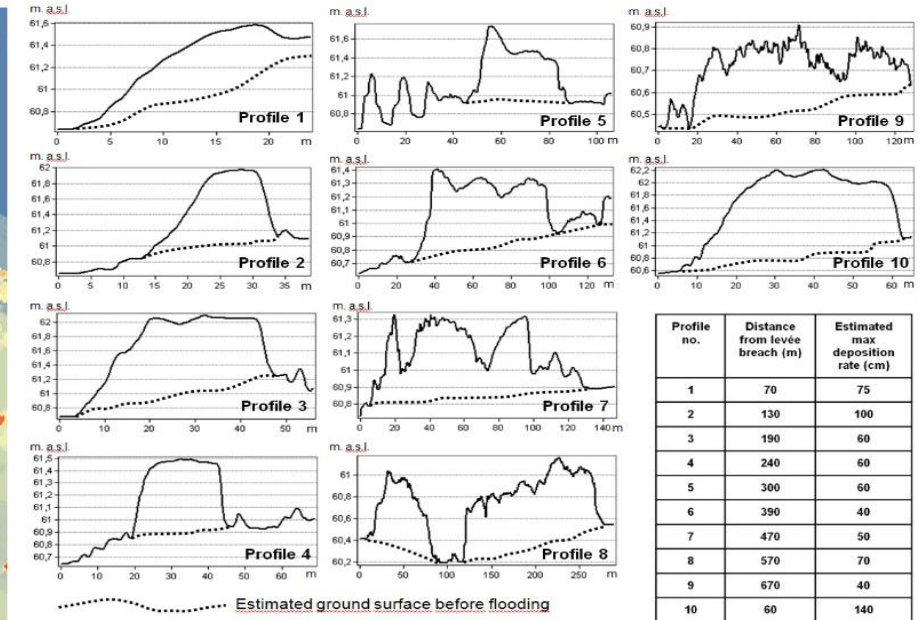 m. a.s.l.
61,6
61,4
61,2
61
60,8
Profile 1
0 5 10 15 20 m
m. a.s.l.
62
61,8
61,6
61,4
61,2
61
60,8
Profile 2
0 5 10 15 20 25 30 35 m
m. a.s.l.
62
61,8
61,6
61,4
61,2
61
60,8
Profile 3
0 10 20 30 40 50 m
m. a.s.l.
61,5
61,4
61,3
61,2
61,1
61
60,9
60,8
60,7
Profile 4
0 10 20 30 40 50 60 m
m. a.s.l.
61,6
61,4
61,2
61
60,8
Profile 5
0 20 40 60 80 100 m
m. a.s.l.
61,4
61,3
61,2
61,1
61
60,9
60,8
60,7
Profile 6
0 20 40 60 80 100 120 m
m. a.s.l.
61,3
61,2
61,1
61
60,9
60,8
Profile 7
0 20 40 60 80 100 120 140 m
m. a.s.l.
61
60,8
60,6
60,4
60,2
Profile 8
0 50 100 150 200 250 m
m. a.s.l.
60,9
60,8
60,7
60,6
60,5
Profile 9
0 20 40 60 80 100 120 m
m. a.s.l.
62,2
62
61,8
61,6
61,4
61,2
61
60,8
60,6
Profile 10
0 10 20 30 40 50 60 m
Profile no.
Distance from levée breach (m)
Estimated max deposition rate (cm)
1 70 75
2 130 100
3 190 60
4 240 60
5 300 60
6 390 40
7 470 50
8 570 70
9 670 40
10 60 140
Estimated ground surface before flooding